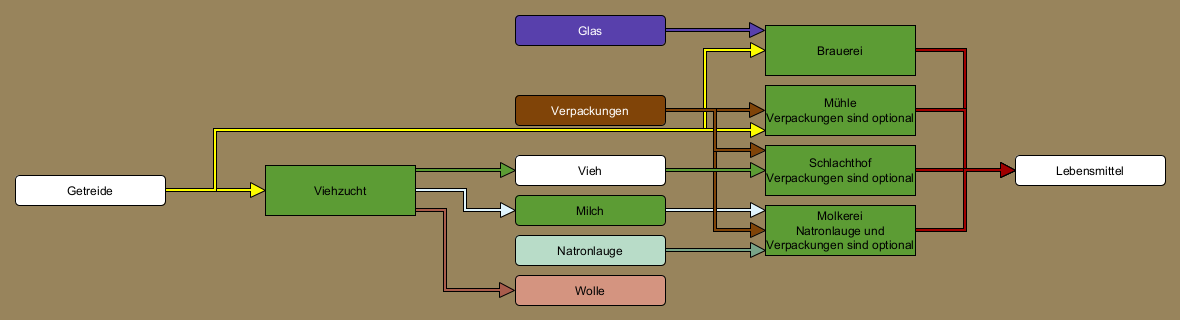 Glas
Brauerei
Verpackungen
Mühle
Verpackungen sind optional
Getreide
Viehzucht
Vieh
Schlachthof
Verpackungen sind optional
Lebensmittel
Milch
Molkerei
Natronlauge und
Verpackungen sind optional
Natronlauge
Wolle